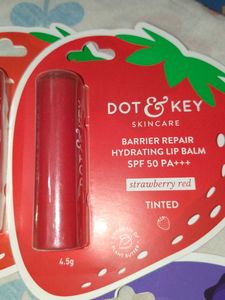 DOT & KEY
SKINCARE
BARRIER REPAIR
HYDRATING LIP BALM
SPF 50 PA+++
strawberry red
TINTED
4.5g